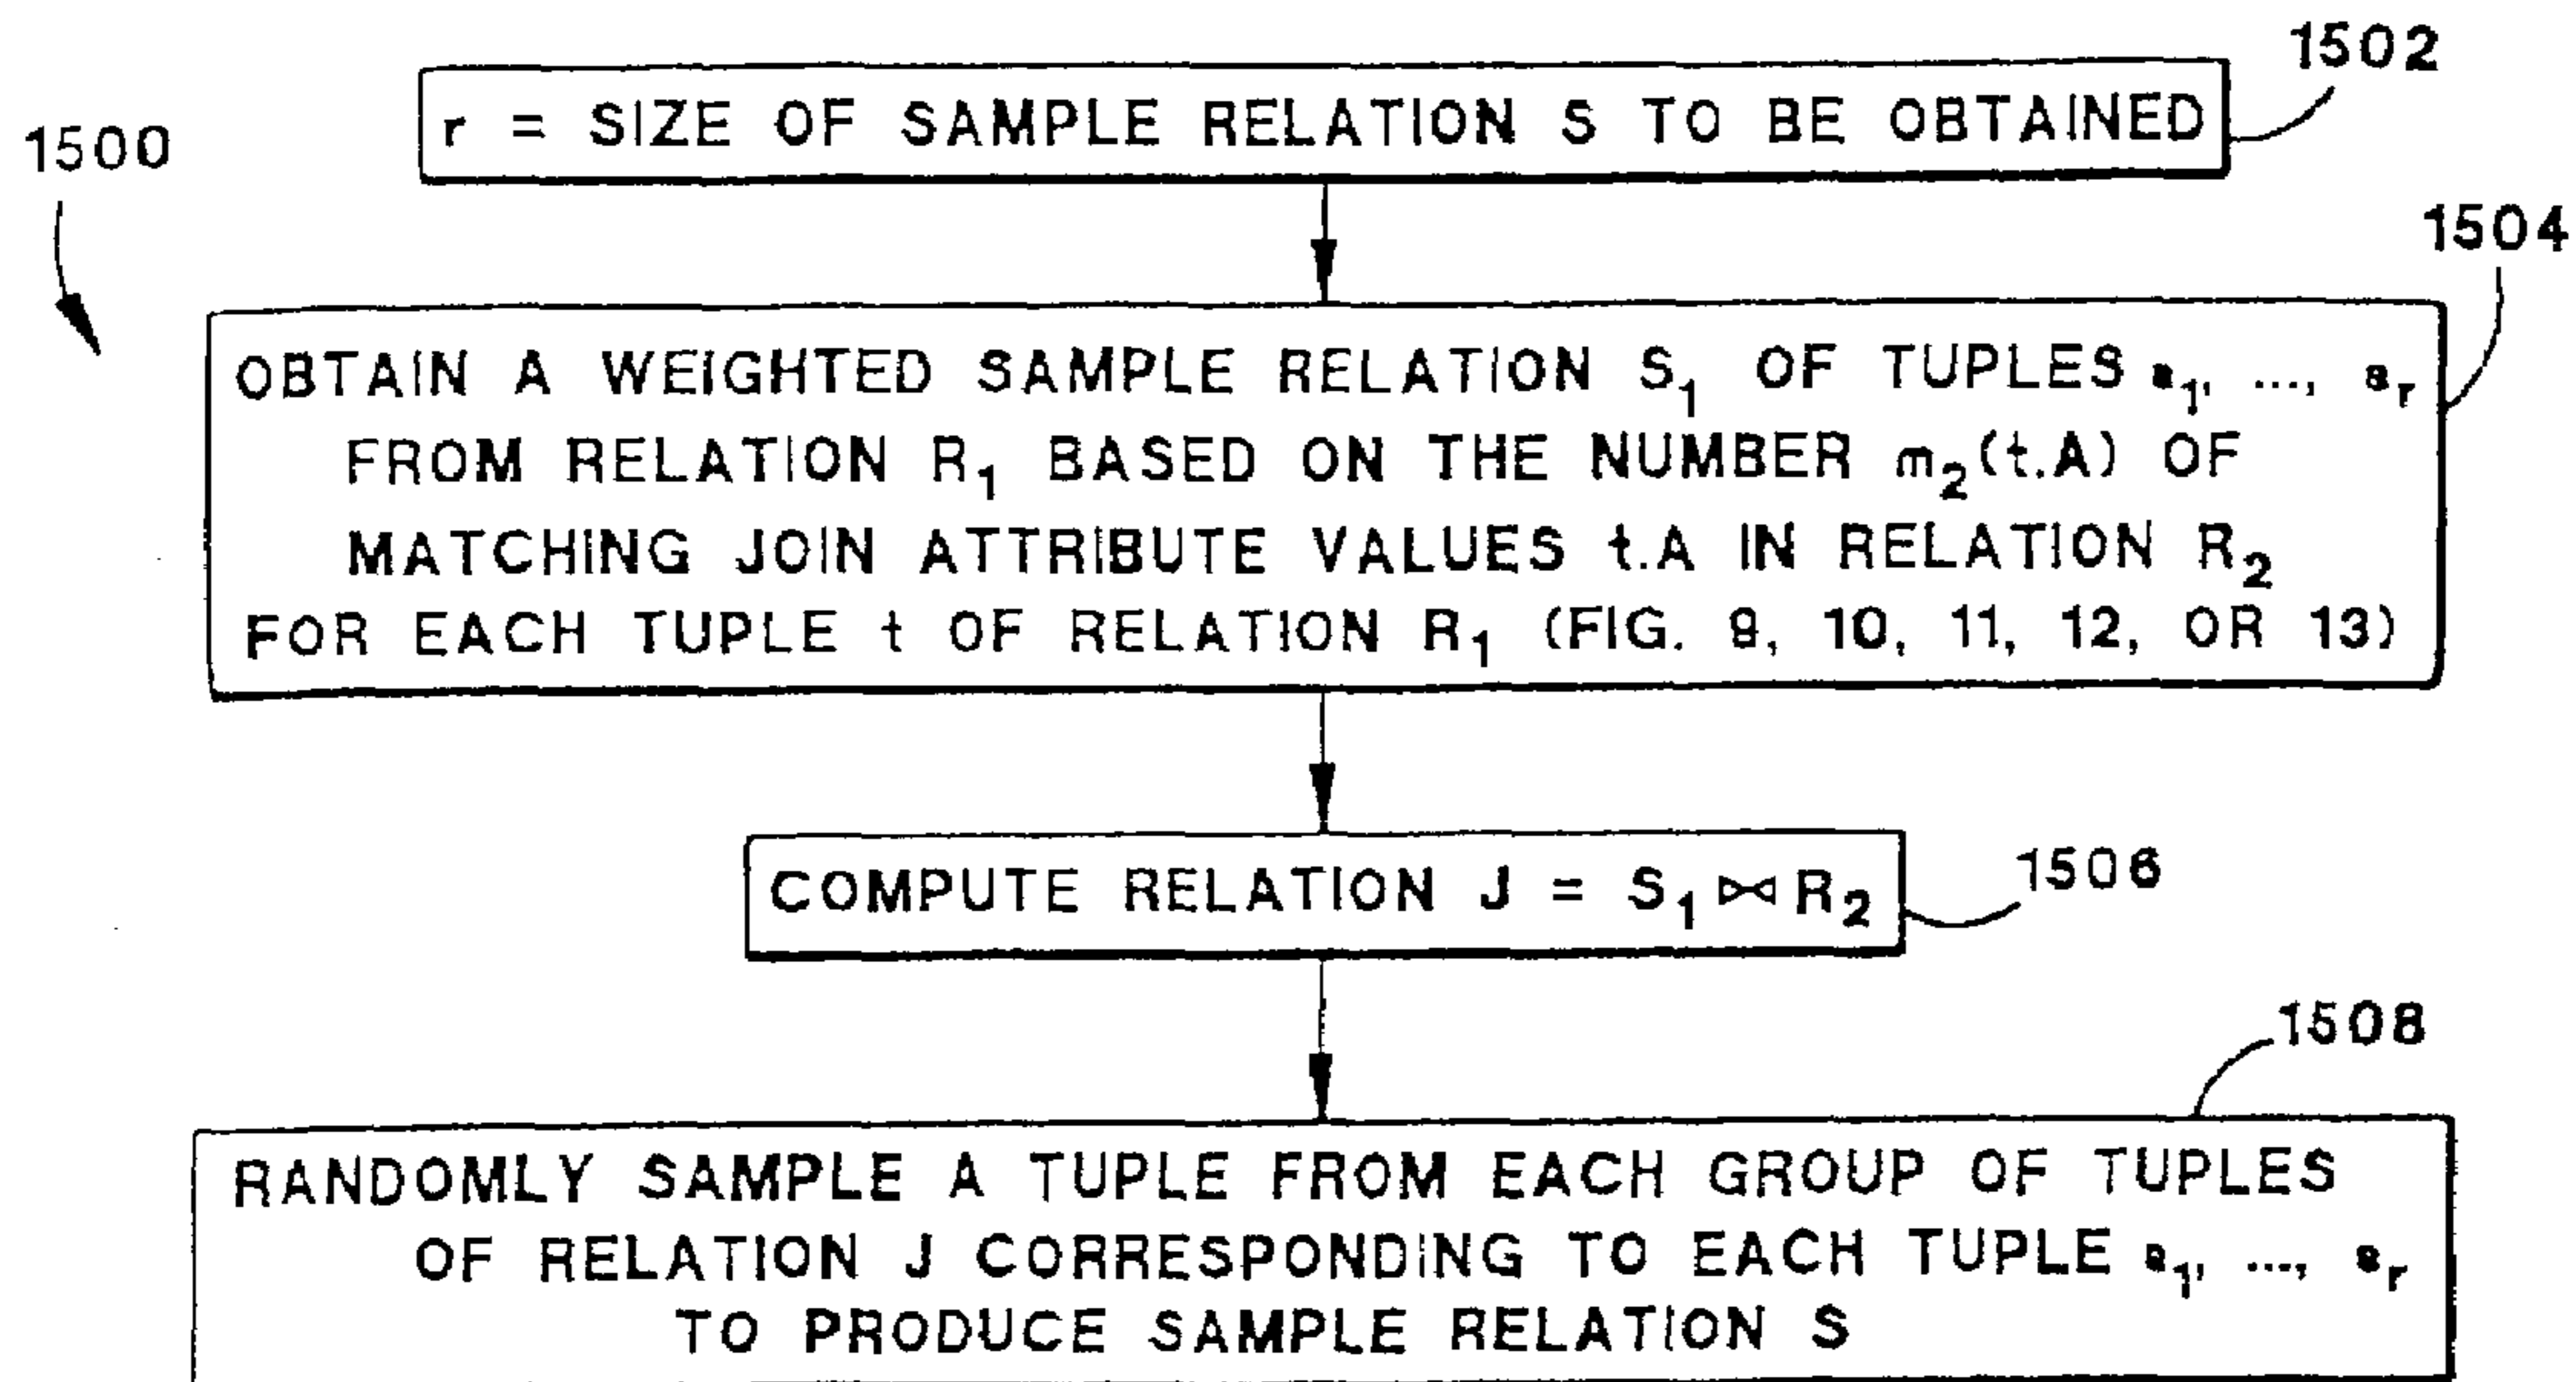 1500
r = SIZE OF SAMPLE RELATION S TO BE OBTAINED
1502
OBTAIN A WEIGHTED SAMPLE RELATION S₁ OF TUPLES s₁, ..., sᵣ
FROM RELATION R₁ BASED ON THE NUMBER m₂(t.A) OF
MATCHING JOIN ATTRIBUTE VALUES t.A IN RELATION R₂
FOR EACH TUPLE t OF RELATION R₁ (FIG. 9, 10, 11, 12, OR 13)
1504
COMPUTE RELATION J = S₁ ⋈ R₂
1506
RANDOMLY SAMPLE A TUPLE FROM EACH GROUP OF TUPLES
OF RELATION J CORRESPONDING TO EACH TUPLE s₁, ..., sᵣ
TO PRODUCE SAMPLE RELATION S
1508